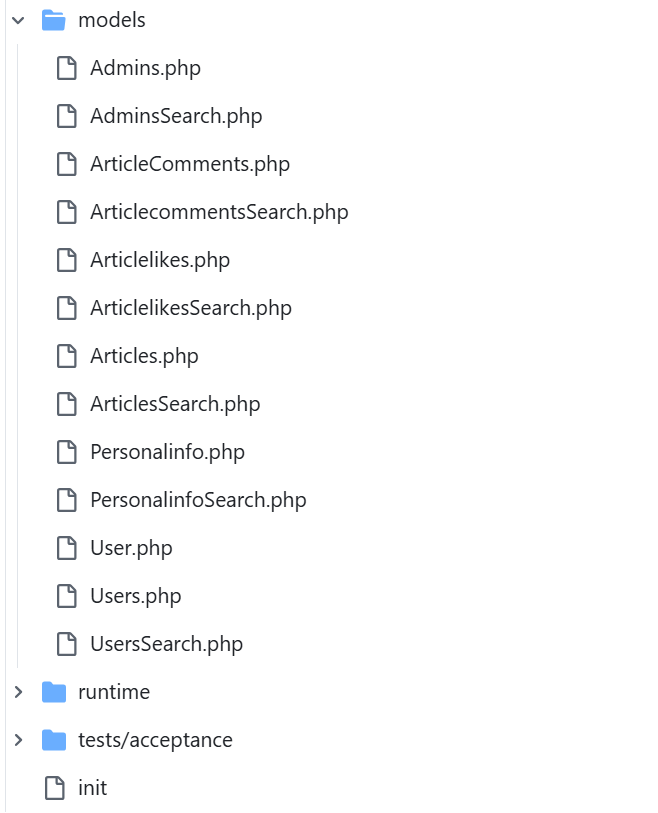 models
Admins.php
AdminsSearch.php
ArticleComments.php
ArticlecommentsSearch.php
Articlelikes.php
ArticlelikesSearch.php
Articles.php
ArticlesSearch.php
Personalinfo.php
PersonalinfoSearch.php
User.php
Users.php
UsersSearch.php
runtime
tests/acceptance
init